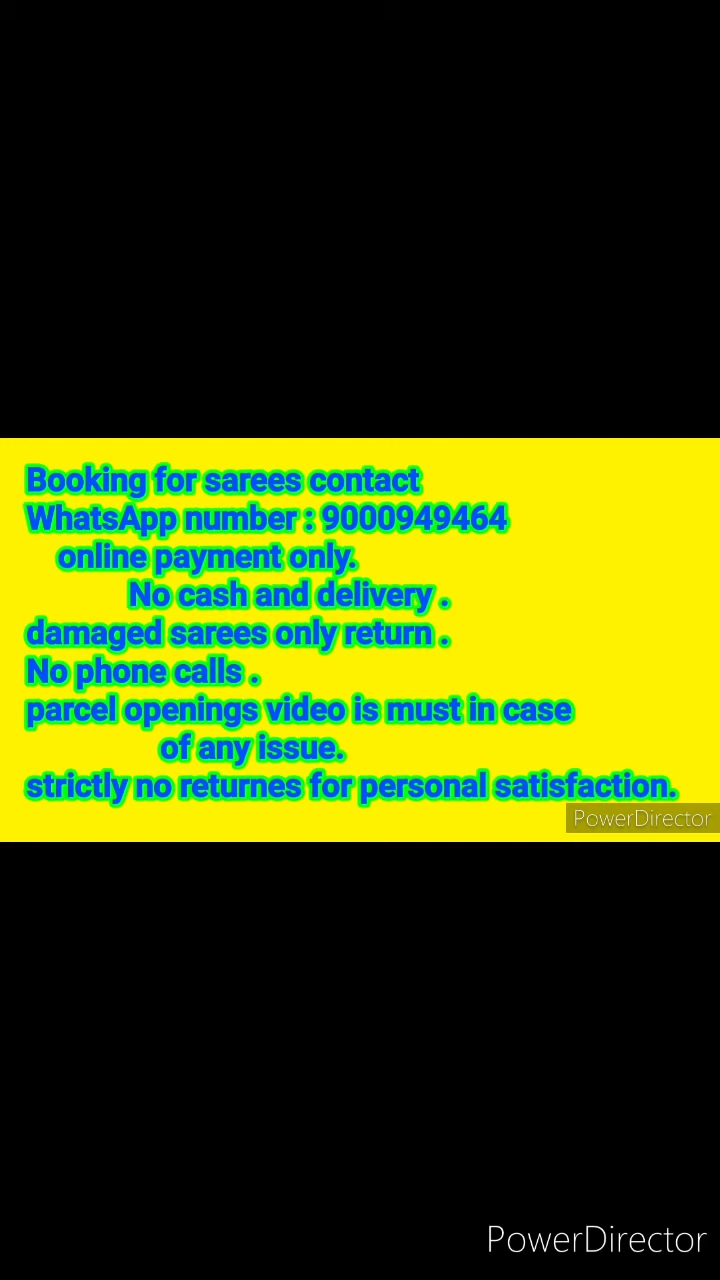 Booking for sarees contact
WhatsApp number : 9000949464
online payment only.
No cash and delivery .
damaged sarees only return .
No phone calls .
parcel openings video is must in case
of any issue.
strictly no returnes for personal satisfaction.
PowerDirector
PowerDirector